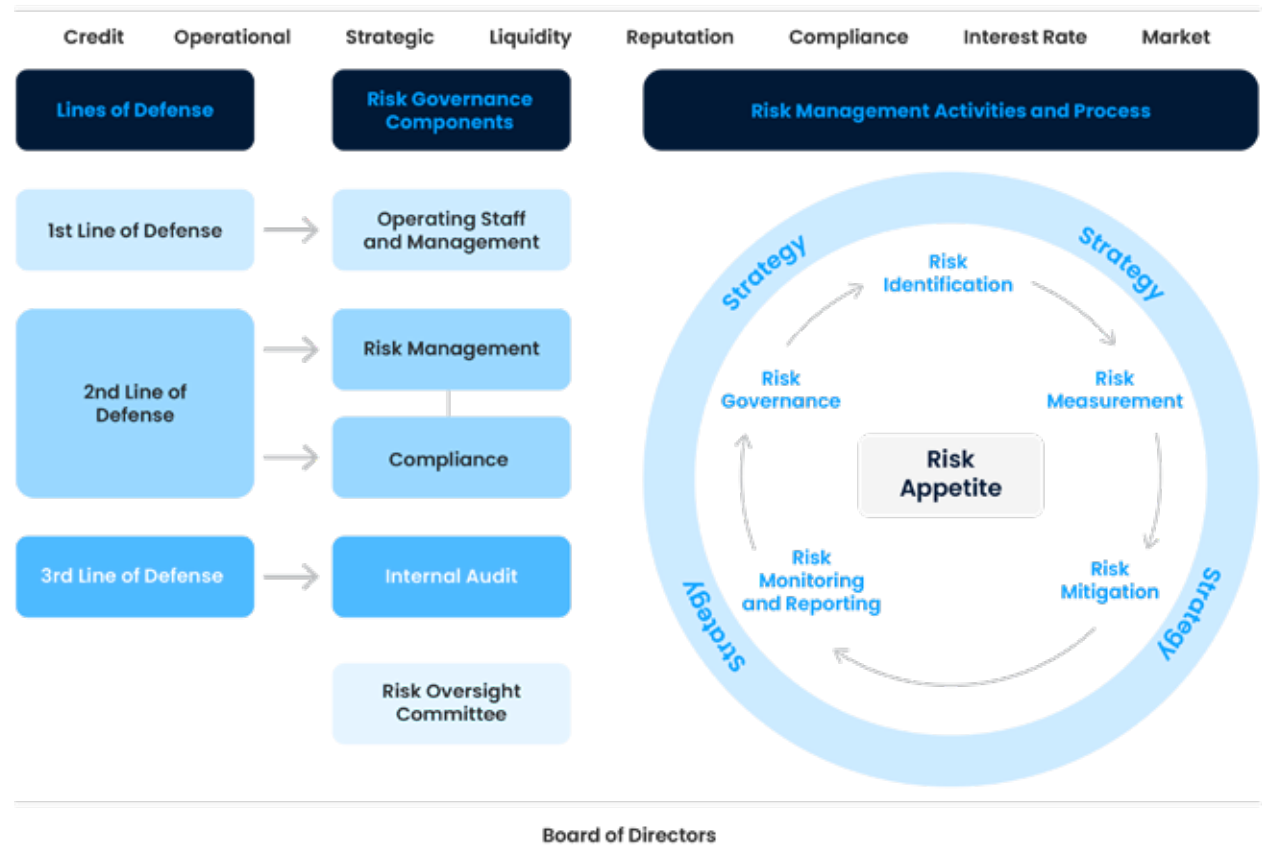 Credit Operational Strategic Liquidity Reputation Compliance Interest Rate Market
Lines of Defense
Risk Governance
Components
Risk Management Activities and Process
1st Line of Defense
Operating Staff
and Management
2nd Line of
Defense
Risk Management
Compliance
3rd Line of Defense
Internal Audit
Risk Oversight
Committee
Strategy
Strategy
Strategy
Strategy
Risk
Identification
Risk
Measurement
Risk
Mitigation
Risk
Monitoring
and Reporting
Risk
Governance
Risk
Appetite
Board of Directors